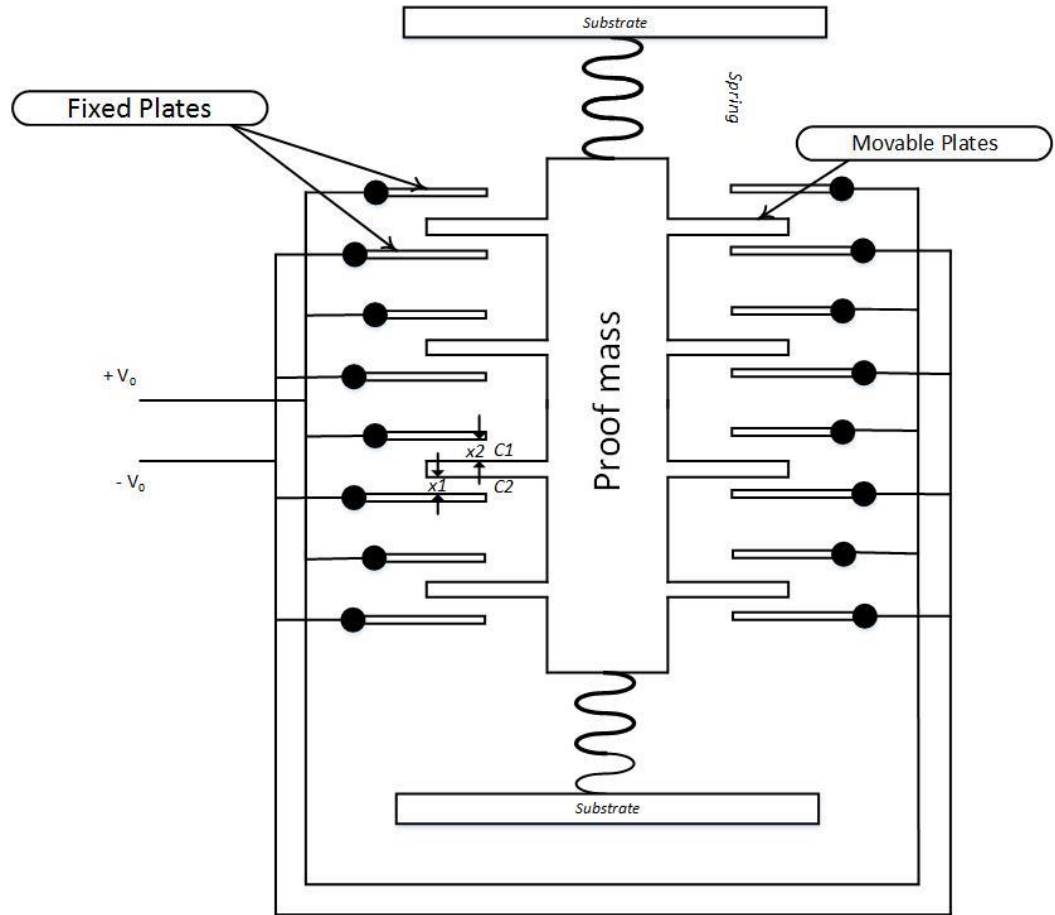 Substrate
Spring
Fixed Plates
Movable Plates
Proof mass
+ V₀
x2 C1
x1 C2
- V₀
Substrate